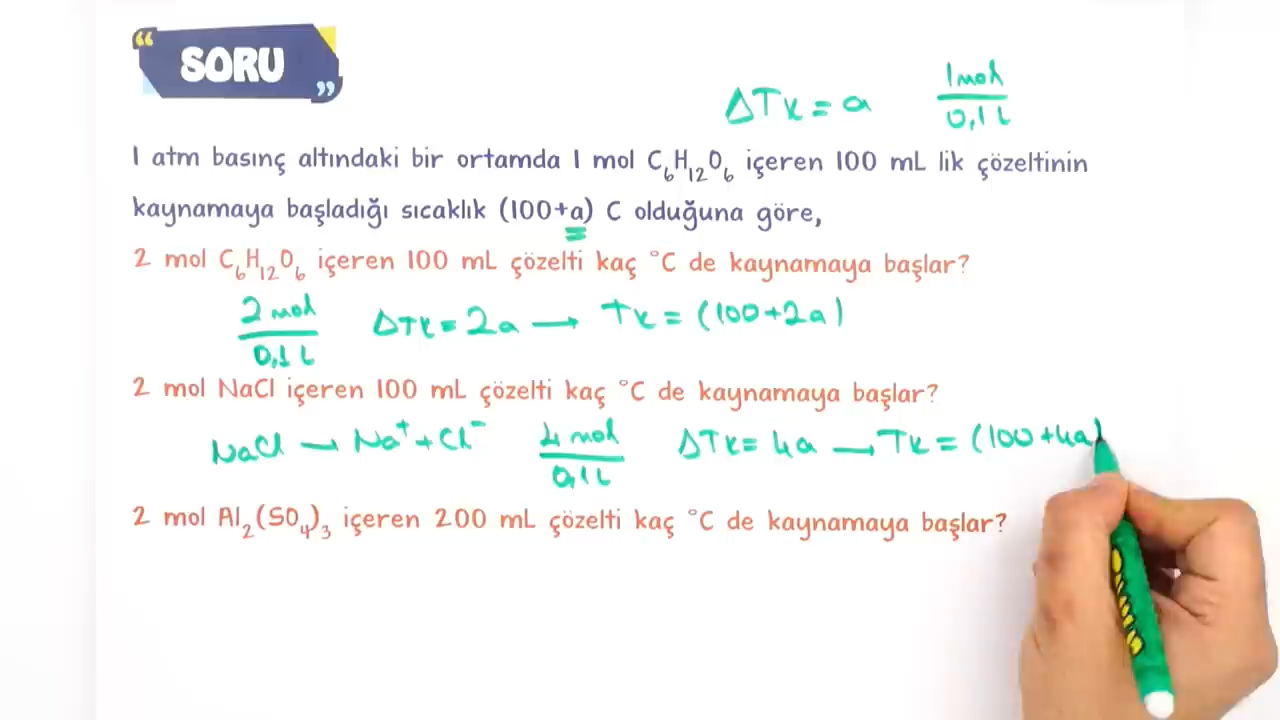 SORU
ΔTK = a 1 mol / 0,1 L
1 atm basınç altındaki bir ortamda 1 mol C₆H₁₂O₆ içeren 100 mL lik çözeltinin
kaynamaya başladığı sıcaklık (100+a) C olduğuna göre,
2 mol C₆H₁₂O₆ içeren 100 mL çözelti kaç °C de kaynamaya başlar?
2 mol / 0,1 L ΔTK = 2a → TK = (100+2a)
2 mol NaCl içeren 100 mL çözelti kaç °C de kaynamaya başlar?
NaCl → Na⁺ + Cl⁻ 4 mol / 0,1 L ΔTK = 4a → TK = (100+4a)
2 mol Al₂(SO₄)₃ içeren 200 mL çözelti kaç °C de kaynamaya başlar?